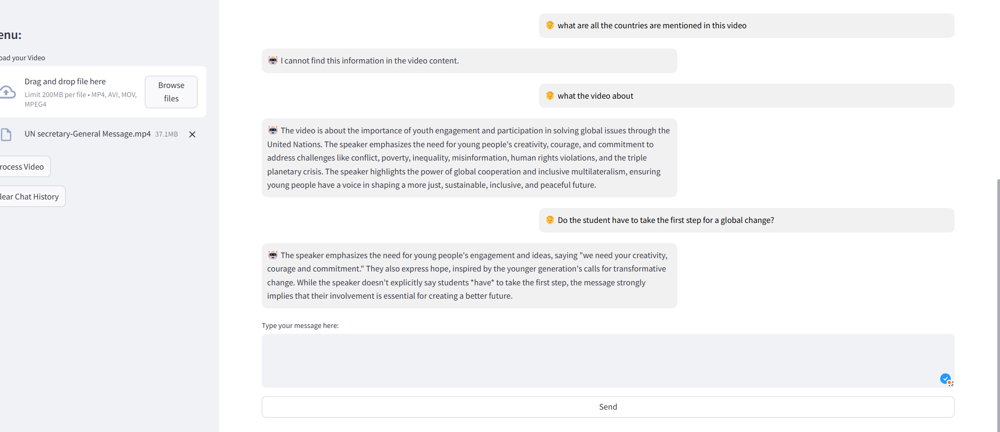 enu:
oad your Video
Drag and drop file here
Limit 200MB per file • MP4, AVI, MOV,
MPEG4
Browse
files
UN secretary-General Message.mp4 37.1MB
rocess Video
lear Chat History
what are all the countries are mentioned in this video
I cannot find this information in the video content.
what the video about
The video is about the importance of youth engagement and participation in solving global issues through the
United Nations. The speaker emphasizes the need for young people's creativity, courage, and commitment to
address challenges like conflict, poverty, inequality, misinformation, human rights violations, and the triple
planetary crisis. The speaker highlights the power of global cooperation and inclusive multilateralism, ensuring
young people have a voice in shaping a more just, sustainable, inclusive, and peaceful future.
Do the student have to take the first step for a global change?
The speaker emphasizes the need for young people's engagement and ideas, saying "we need your creativity,
courage and commitment." They also express hope, inspired by the younger generation's calls for transformative
change. While the speaker doesn't explicitly say students *have* to take the first step, the message strongly
implies that their involvement is essential for creating a better future.
Type your message here:
Send